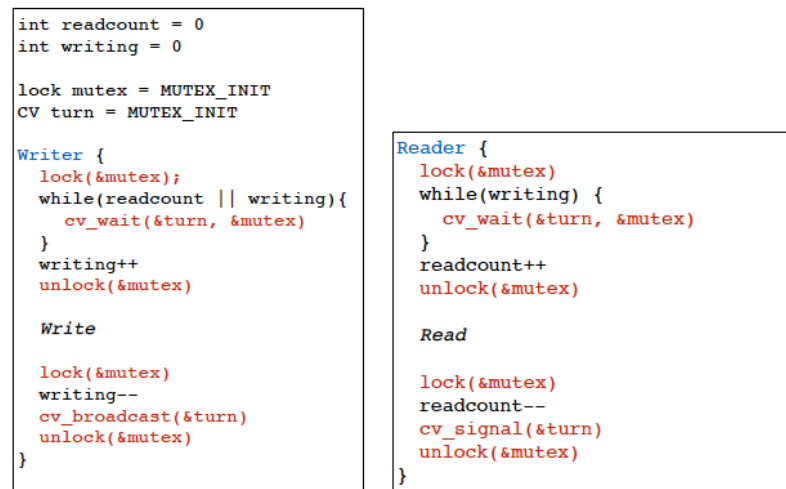 int readcount = 0
int writing = 0
lock mutex = MUTEX_INIT
CV turn = MUTEX_INIT
Writer {
lock(&mutex);
while(readcount || writing){
cv_wait(&turn, &mutex)
}
writing++
unlock(&mutex)
Write
lock(&mutex)
writing--
cv_broadcast(&turn)
unlock(&mutex)
}
Reader {
lock(&mutex)
while(writing) {
cv_wait(&turn, &mutex)
}
readcount++
unlock(&mutex)
Read
lock(&mutex)
readcount--
cv_signal(&turn)
unlock(&mutex)
}